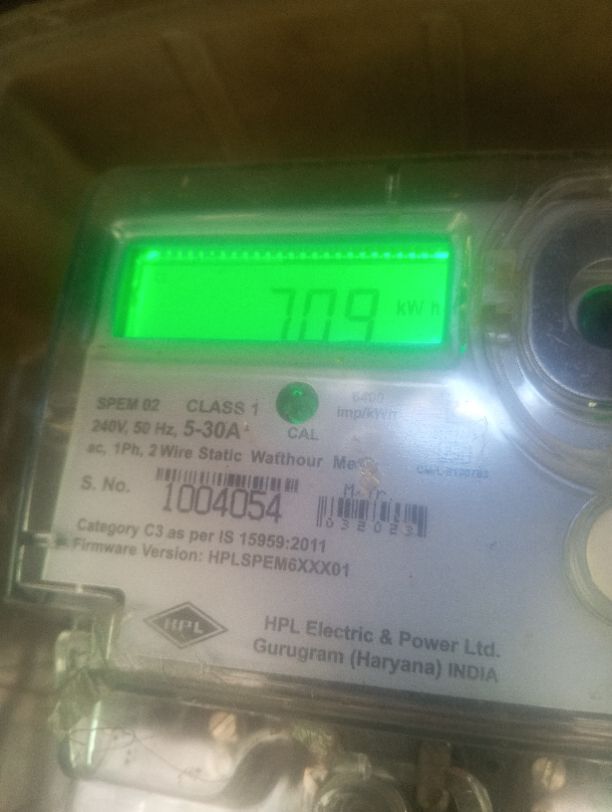 709 kWh
SPEM 02 CLASS 1 6400
240V, 50 Hz, 5-30A CAL imp/kWh
ac, 1Ph, 2 Wire Static Watthour
S. No. 1004054 M.Yr.
032023
Category C3 as per IS 15959:2011
Firmware Version: HPLSPEM6XXX01
HPL HPL Electric & Power Ltd.
Gurugram (Haryana) INDIA